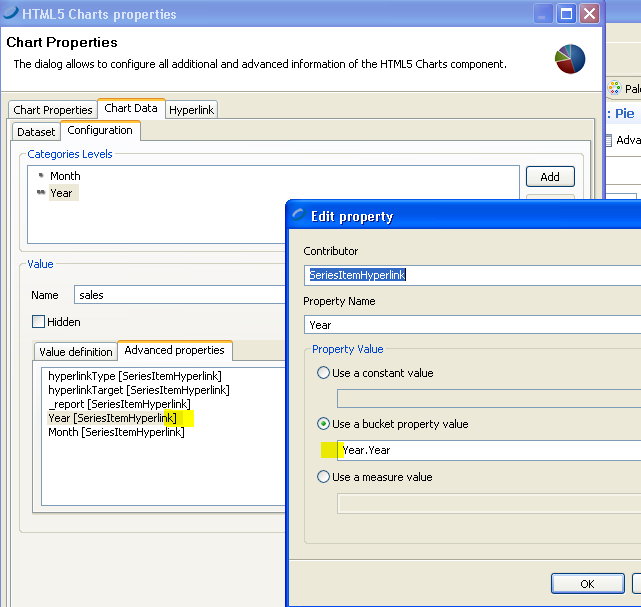 HTML5 Charts properties
Chart Properties
The dialog allows to configure all additional and advanced information of the HTML5 Charts component.
Chart Properties Chart Data Hyperlink
Dataset Configuration
Categories Levels
Month
Year
Add
Value
Name sales
Hidden
Value definition Advanced properties
hyperlinkType [SeriesItemHyperlink]
hyperlinkTarget [SeriesItemHyperlink]
_report [SeriesItemHyperlink]
Year [SeriesItemHyperlink]
Month [SeriesItemHyperlink]
Edit property
Contributor
SeriesItemHyperlink
Property Name
Year
Property Value
Use a constant value
Use a bucket property value
Year.Year
Use a measure value
OK
Pal
: Pie
Adva